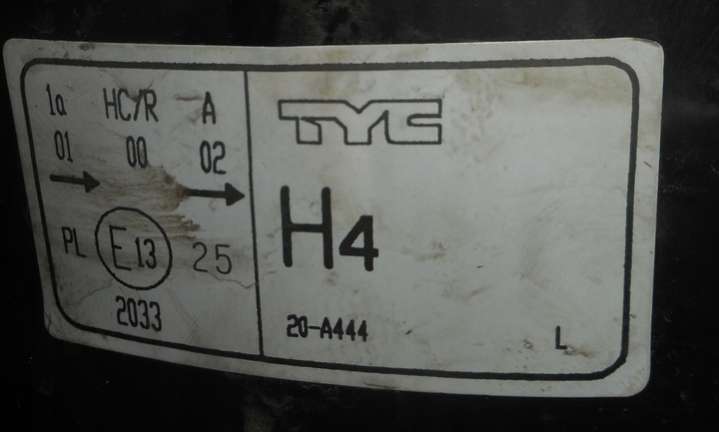 1a HC/R A
01 00 02
→ →
PL E13 25
2033
TYC
H4
20-A444 L